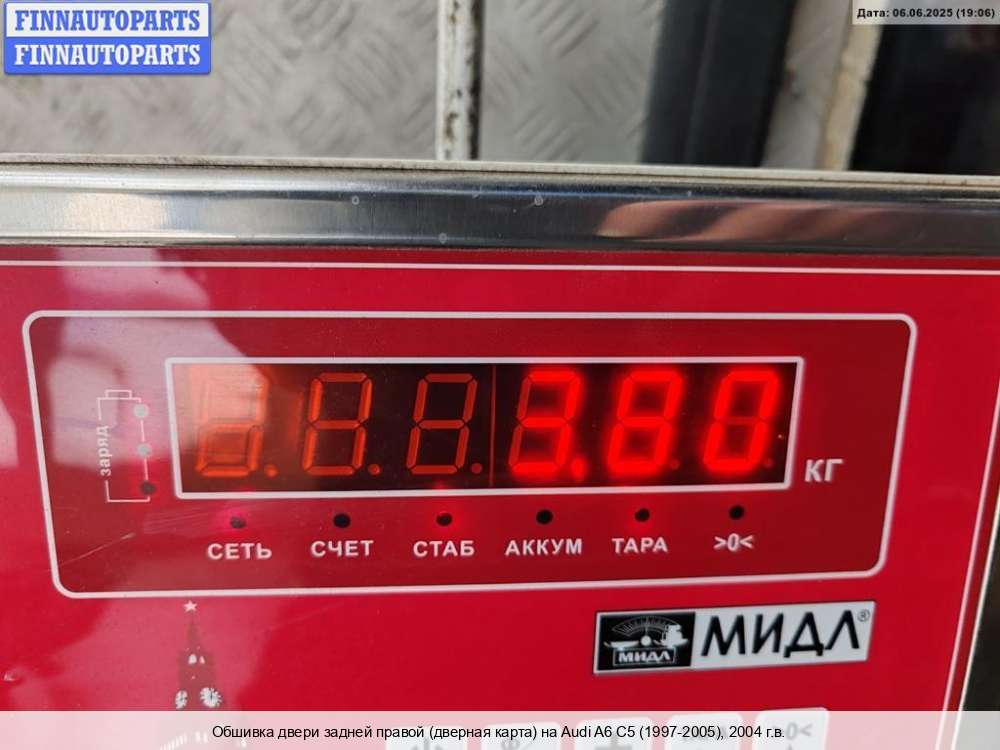 FINNAUTOPARTS
FINNAUTOPARTS
Дата: 06.06.2025 (19:06)
заряд
3.80
КГ
СЕТЬ СЧЕТ СТАБ АККУМ ТАРА >0<
МИДЛ МИДЛ®
>0<
Обшивка двери задней правой (дверная карта) на Audi A6 C5 (1997-2005), 2004 г.в.